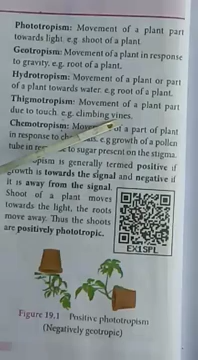 Phototropism: Movement of a plant part
towards light. e.g. shoot of a plant.
Geotropism: Movement of a plant in response
to gravity. e.g. root of a plant.
Hydrotropism: Movement of a plant or part
of a plant towards water. e.g root of a plant.
Thigmotropism: Movement of a plant part
due to touch. e.g. climbing vines.
Chemotropism: of a part of plant
in response to e.g growth of a pollen
tube in to sugar present on the stigma.
is generally termed positive if
growth is towards the signal and negative if
it is away from the signal.
Shoot of a plant moves
towards the light, the roots
move away. Thus the shoots
are positively phototropic.
EX1SPL
Figure 19.1 Positive phototropism
(Negatively geotropic)